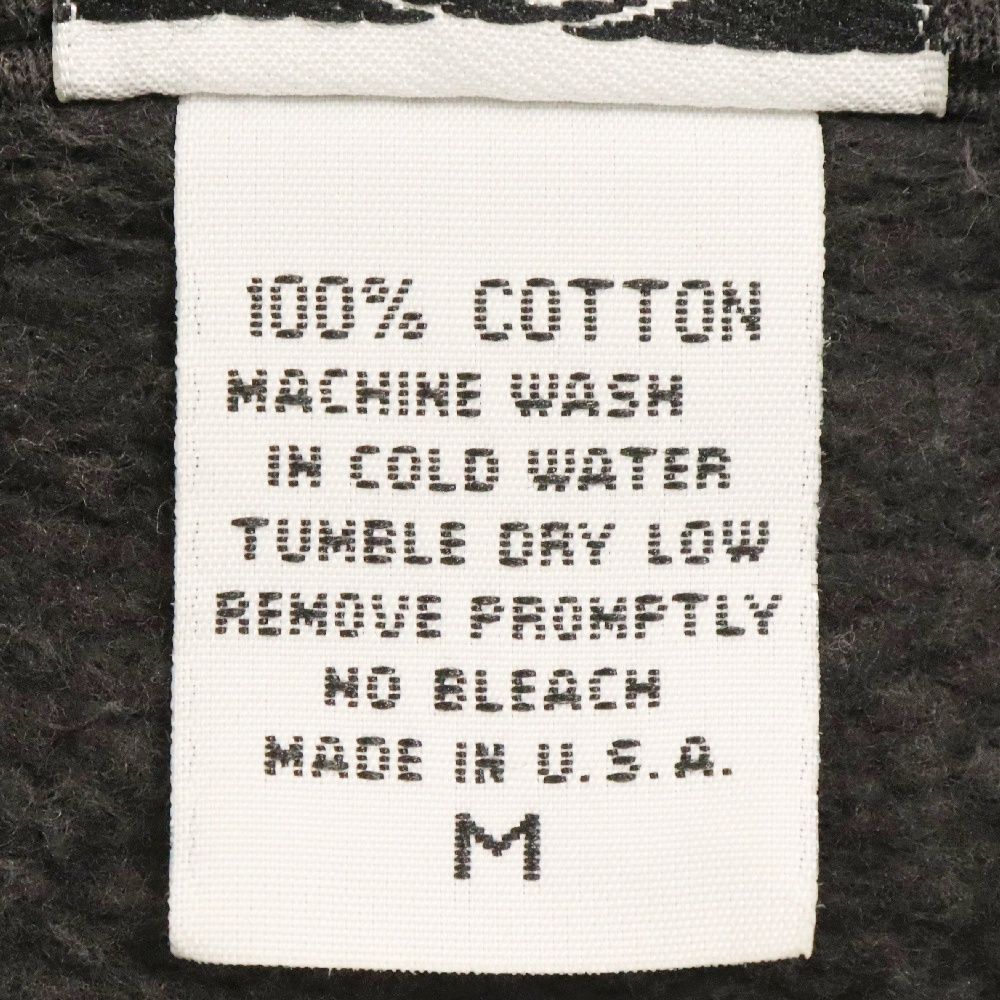 100% COTTON
MACHINE WASH
IN COLD WATER
TUMBLE DRY LOW
REMOVE PROMPTLY
NO BLEACH
MADE IN U.S.A.
M